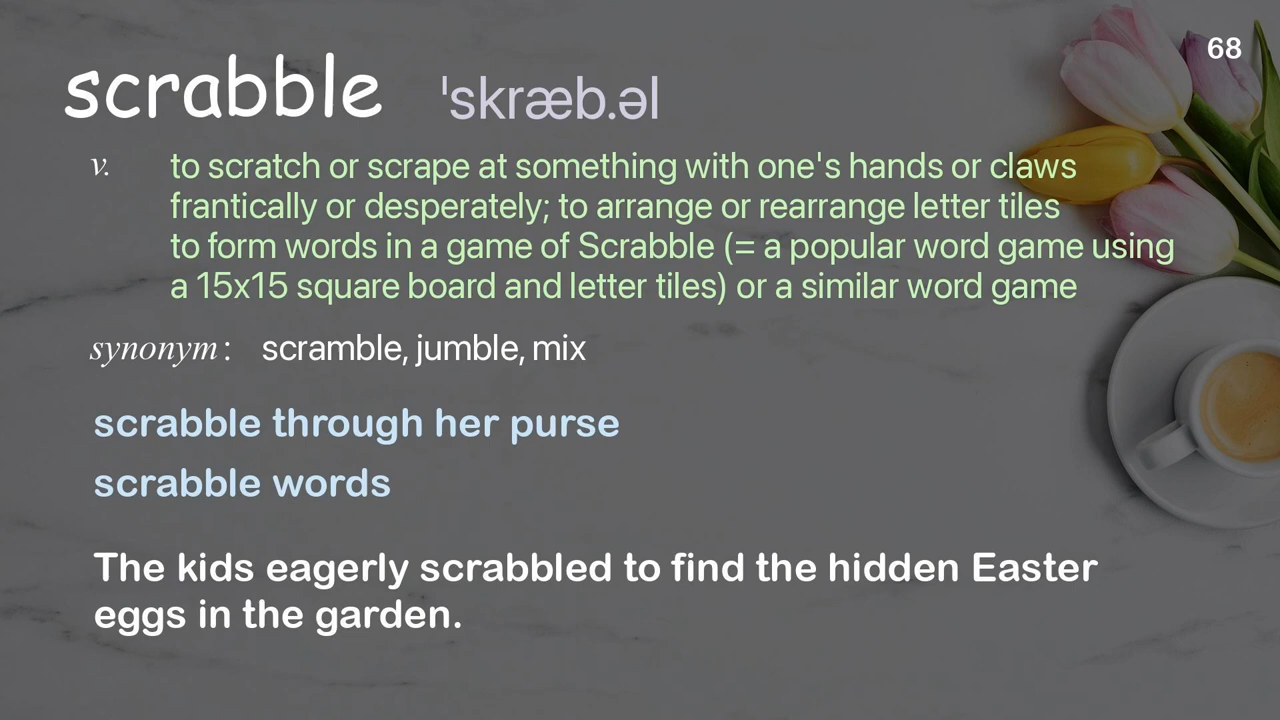 68
scrabble ˈskræb.əl
v. to scratch or scrape at something with one's hands or claws
frantically or desperately; to arrange or rearrange letter tiles
to form words in a game of Scrabble (= a popular word game using
a 15x15 square board and letter tiles) or a similar word game
synonym: scramble, jumble, mix
scrabble through her purse
scrabble words
The kids eagerly scrabbled to find the hidden Easter
eggs in the garden.